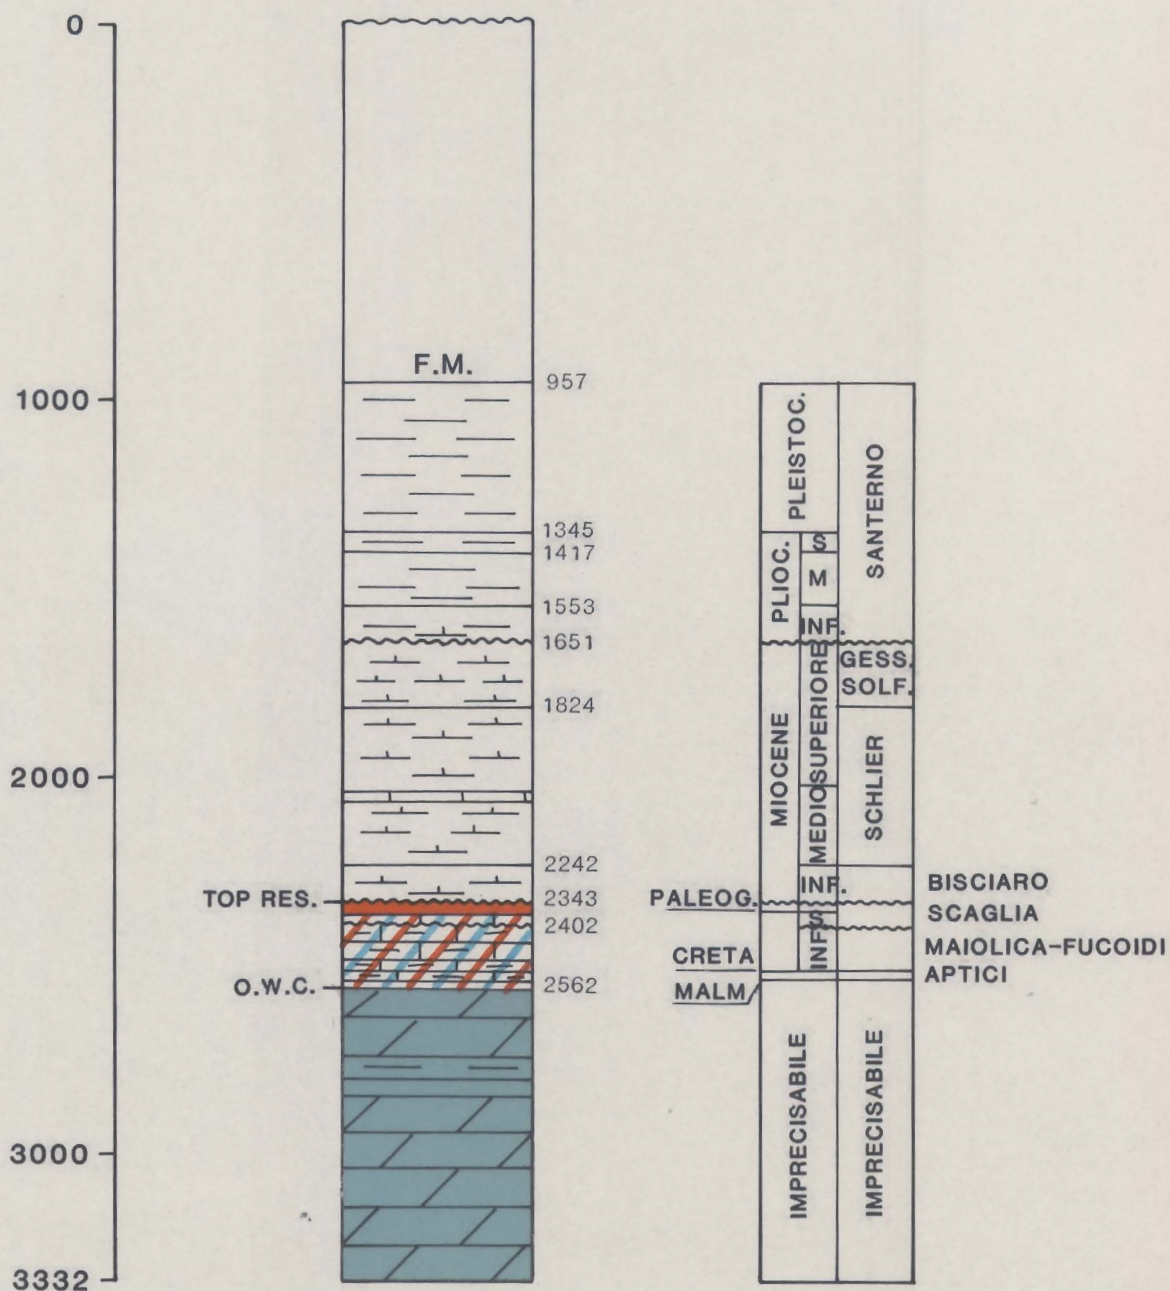 0
F.M.
957
1000
PLEISTOC.
SANTERNO
1345
S
1417
PLIOC.
M
1553
INF.
1651
GESS.
SOLF.
SUPERIORE
1824
MIOCENE
2000
MEDIO
SCHLIER
2242
INF.
BISCIARO
TOP RES.
2343
PALEOG.
S
SCAGLIA
2402
INF
MAIOLICA-FUCOIDI
CRETA
APTICI
O.W.C.
2562
MALM
IMPRECISABILE
IMPRECISABILE
3000
3332